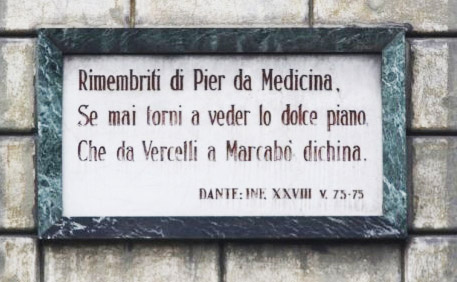 Rimembriti di Pier da Medicina,
Se mai torni a veder lo dolce piano
Che da Vercelli a Marcabò dichina.
DANTE: INF. XXVIII V. 73-75